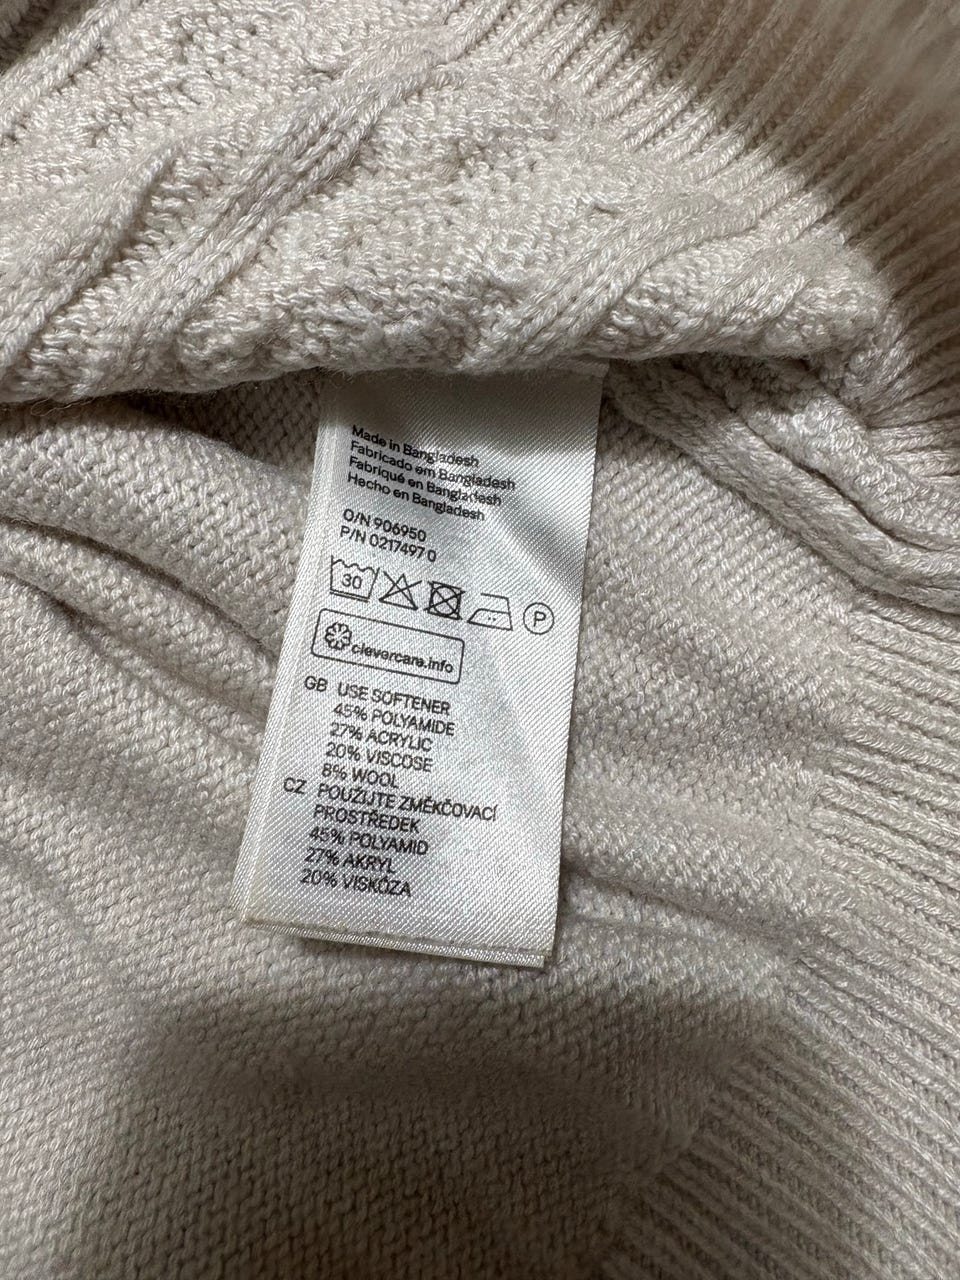 Made in Bangladesh
Fabricado em Bangladesh
Fabriqué en Bangladesh
Hecho en Bangladesh
O/N 906950
P/N 0217497 0
30
P
clevercare.info
GB USE SOFTENER
45% POLYAMIDE
27% ACRYLIC
20% VISCOSE
8% WOOL
CZ POUŽIJTE ZMĚKČOVACÍ
PROSTŘEDEK
45% POLYAMID
27% AKRYL
20% VISKÓZA